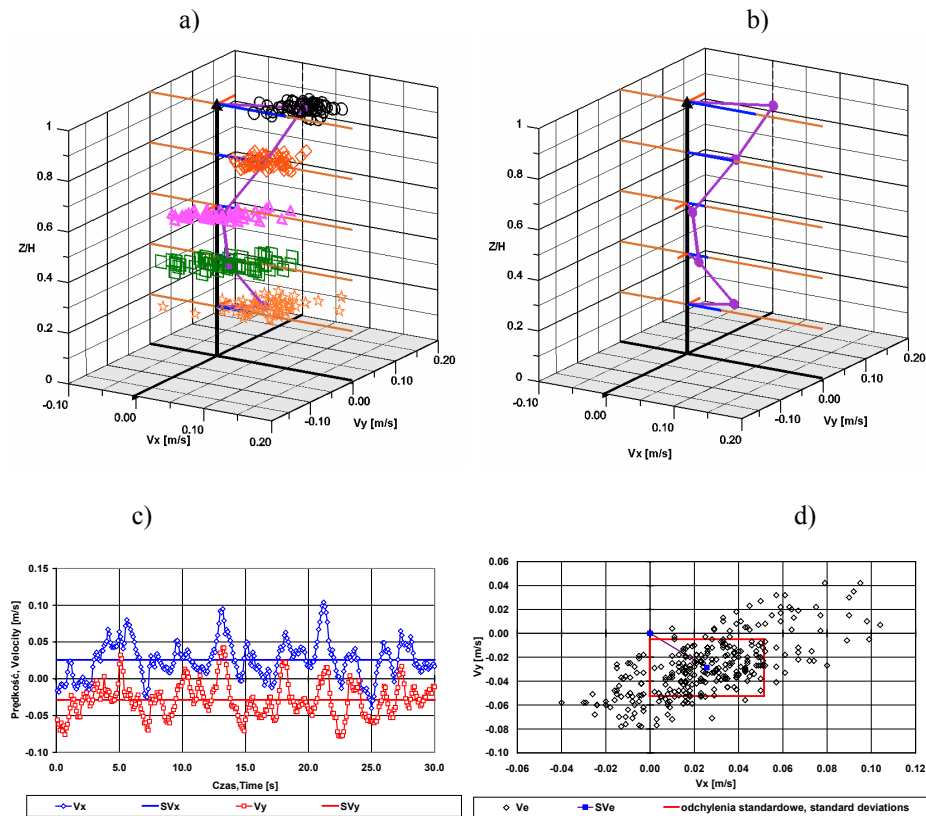 a)
b)
1
0.8
0.6
Z/H
0.4
0.2
0
-0.10
0.00
0.10
0.20
Vx [m/s]
-0.10
0.00
0.10
0.20
Vy [m/s]
1
0.8
0.6
Z/H
0.4
0.2
0
-0.10
0.00
0.10
0.20
Vx [m/s]
-0.10
0.00
0.10
0.20
Vy [m/s]
c)
d)
0.15
0.10
0.05
0.00
-0.05
-0.10
Prędkość, Velocity [m/s]
0.0 5.0 10.0 15.0 20.0 25.0 30.0
Czas,Time [s]
Vx SVx Vy SVy
0.06
0.04
0.02
0.00
-0.02
-0.04
-0.06
-0.08
-0.10
Vy [m/s]
-0.06 -0.04 -0.02 0.00 0.02 0.04 0.06 0.08 0.10 0.12
Vx [m/s]
Ve SVe odchylenia standardowe, standard deviations